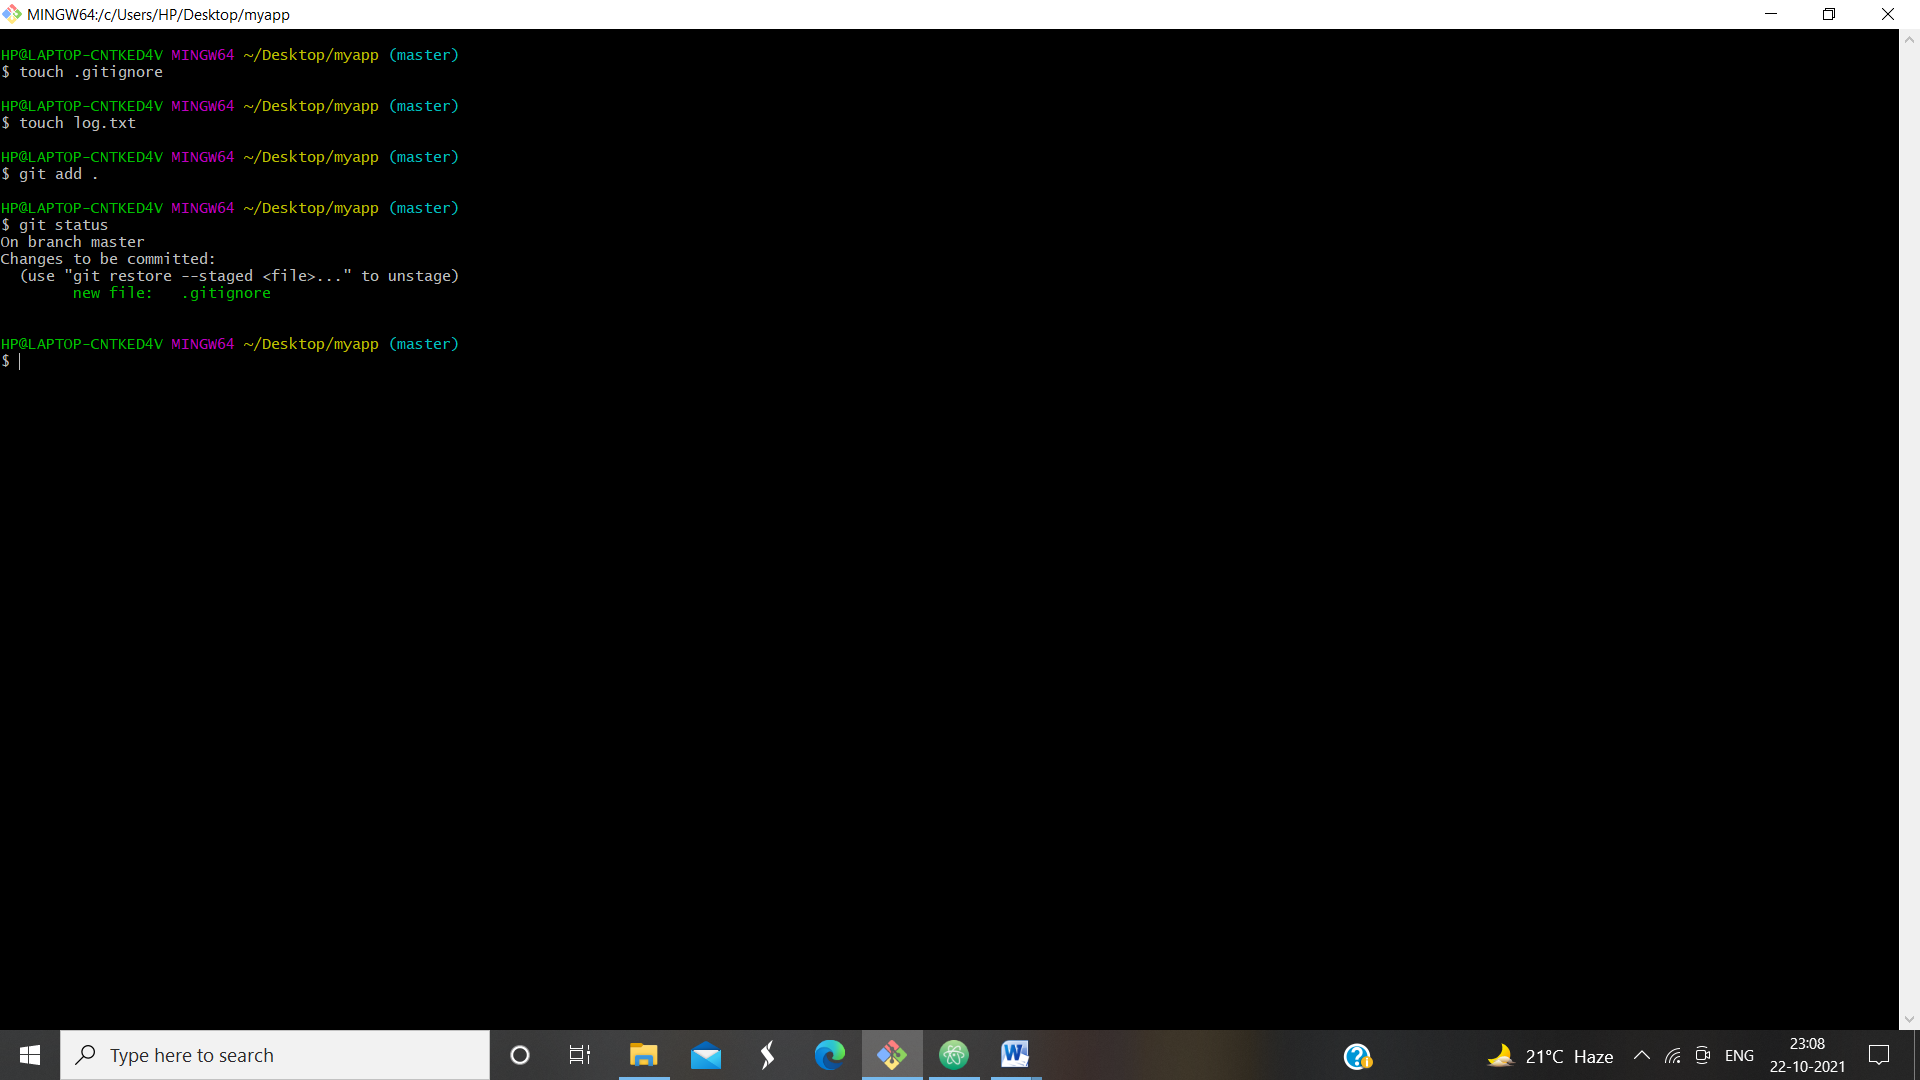 MINGW64:/c/Users/HP/Desktop/myapp
HP@LAPTOP-CNTKED4V MINGW64 ~/Desktop/myapp (master)
$ touch .gitignore
HP@LAPTOP-CNTKED4V MINGW64 ~/Desktop/myapp (master)
$ touch log.txt
HP@LAPTOP-CNTKED4V MINGW64 ~/Desktop/myapp (master)
$ git add .
HP@LAPTOP-CNTKED4V MINGW64 ~/Desktop/myapp (master)
$ git status
On branch master
Changes to be committed:
  (use "git restore --staged <file>..." to unstage)
        new file:   .gitignore
HP@LAPTOP-CNTKED4V MINGW64 ~/Desktop/myapp (master)
$
Type here to search
21°C Haze
ENG
23:08
22-10-2021